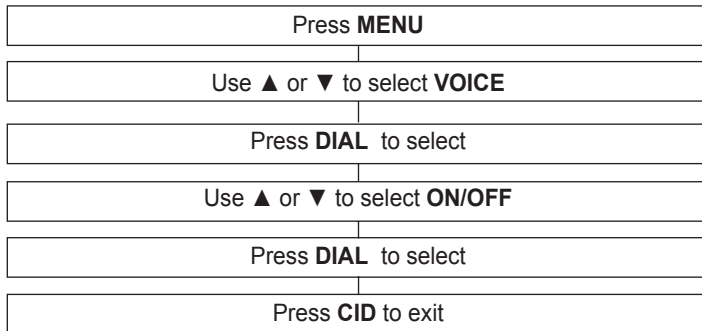 Press MENU
Use ▲ or ▼ to select VOICE
Press DIAL to select
Use ▲ or ▼ to select ON/OFF
Press DIAL to select
Press CID to exit